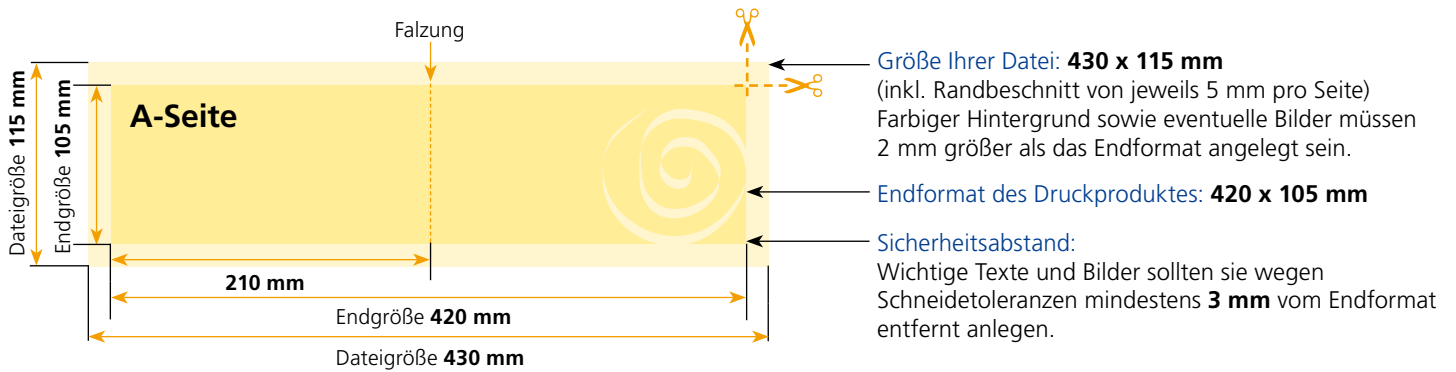 Falzung
A-Seite
Dateigröße 115 mm
Endgröße 105 mm
210 mm
Endgröße 420 mm
Dateigröße 430 mm
Größe Ihrer Datei: 430 x 115 mm
(inkl. Randbeschnitt von jeweils 5 mm pro Seite)
Farbiger Hintergrund sowie eventuelle Bilder müssen
2 mm größer als das Endformat angelegt sein.
Endformat des Druckproduktes: 420 x 105 mm
Sicherheitsabstand:
Wichtige Texte und Bilder sollten sie wegen
Schneidetoleranzen mindestens 3 mm vom Endformat
entfernt anlegen.